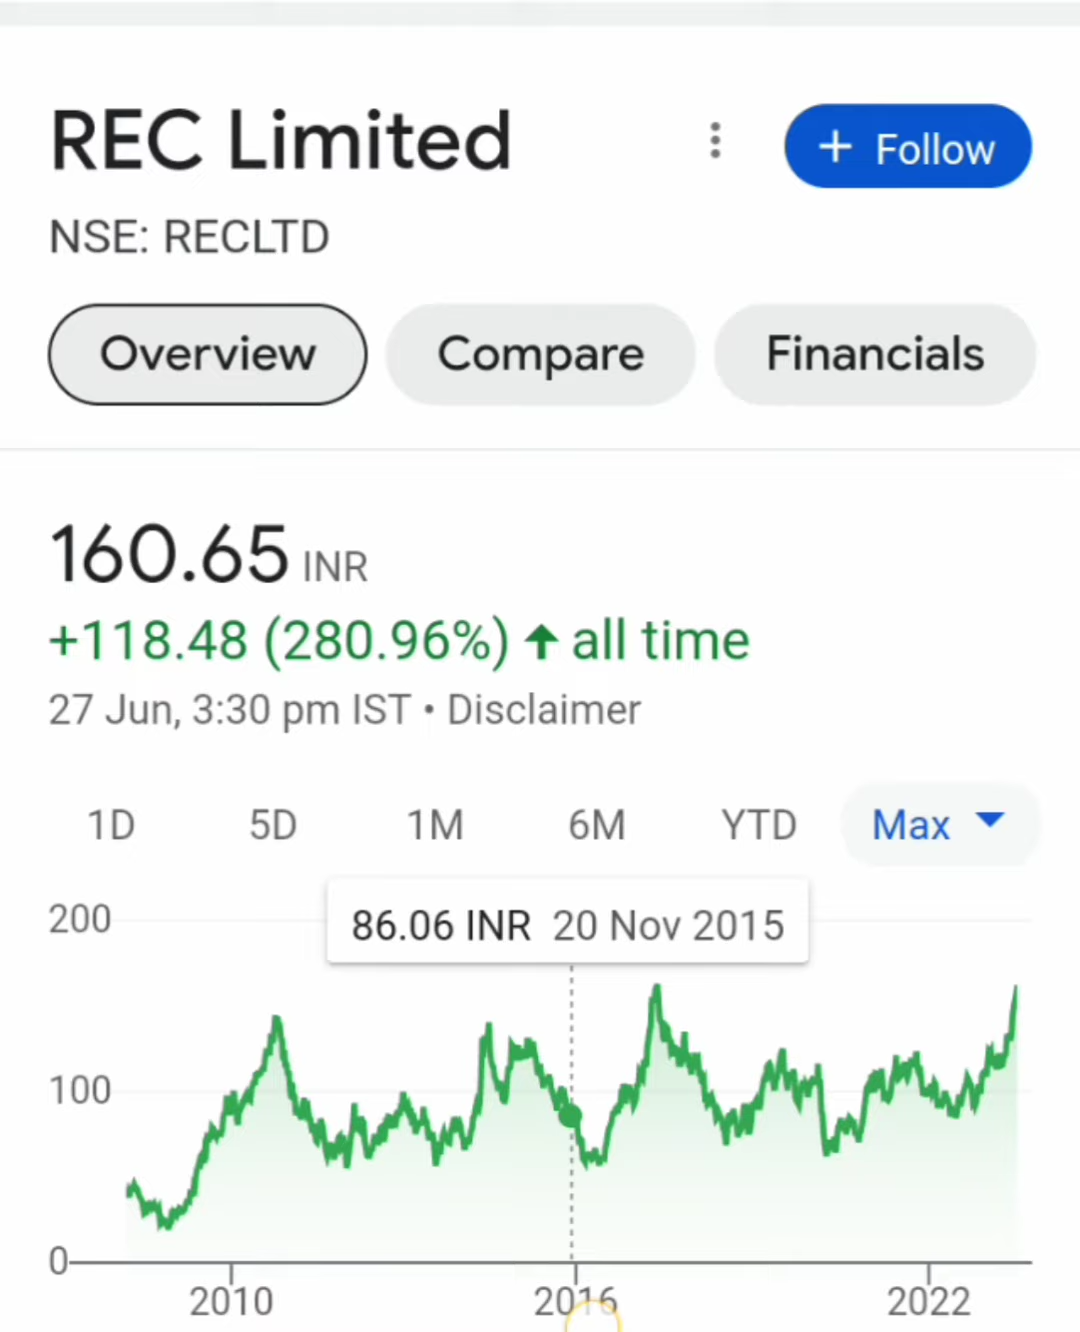 REC Limited
+ Follow
NSE: RECLTD
Overview Compare Financials
160.65 INR
+118.48 (280.96%) ↑ all time
27 Jun, 3:30 pm IST • Disclaimer
1D 5D 1M 6M YTD Max
200
86.06 INR 20 Nov 2015
100
0
2010 2016 2022